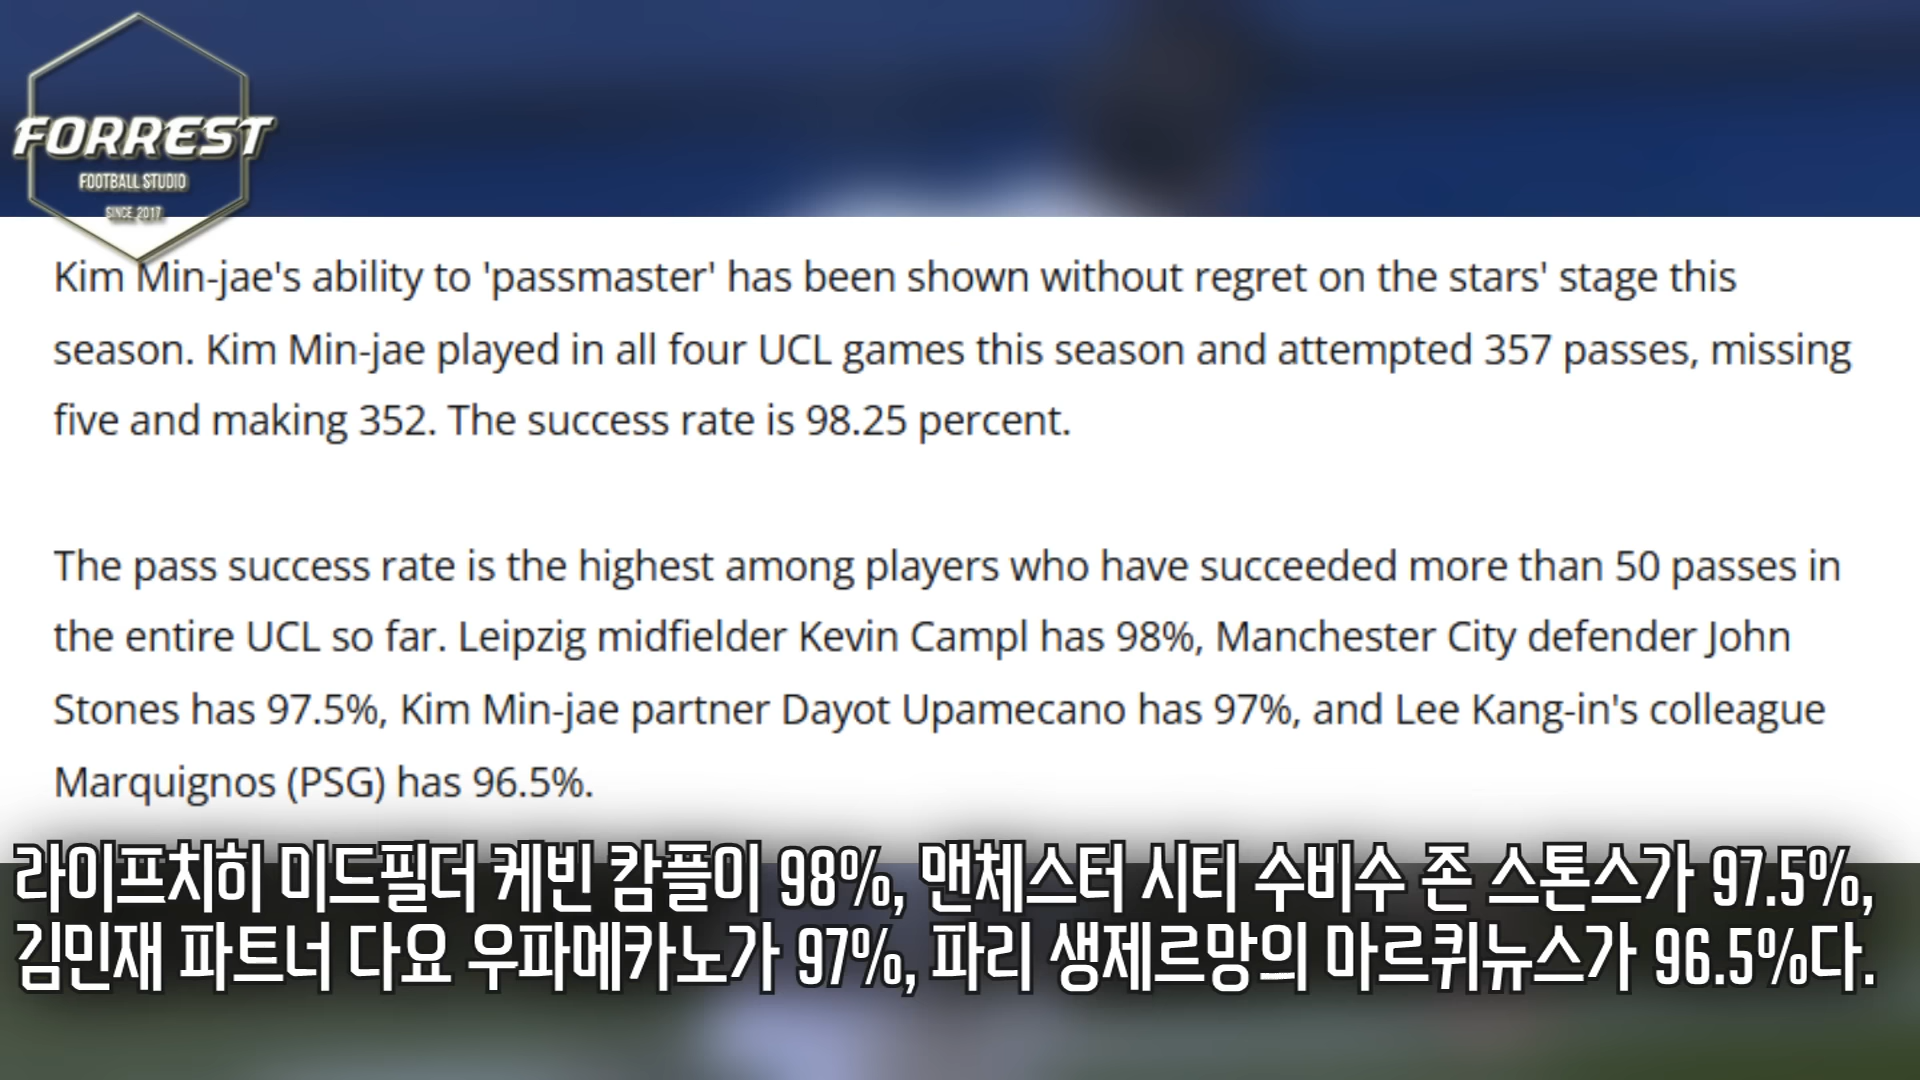 FORREST
FOOTBALL STUDIO
SINCE 2017
Kim Min-jae's ability to 'passmaster' has been shown without regret on the stars' stage this
season. Kim Min-jae played in all four UCL games this season and attempted 357 passes, missing
five and making 352. The success rate is 98.25 percent.
The pass success rate is the highest among players who have succeeded more than 50 passes in
the entire UCL so far. Leipzig midfielder Kevin Campl has 98%, Manchester City defender John
Stones has 97.5%, Kim Min-jae partner Dayot Upamecano has 97%, and Lee Kang-in's colleague
Marquignos (PSG) has 96.5%.
라이프치히 미드필더 케빈 캄플이 98%, 맨체스터 시티 수비수 존 스톤스가 97.5%,
김민재 파트너 다요 우파메카노가 97%, 파리 생제르망의 마르퀴뉴스가 96.5%다.